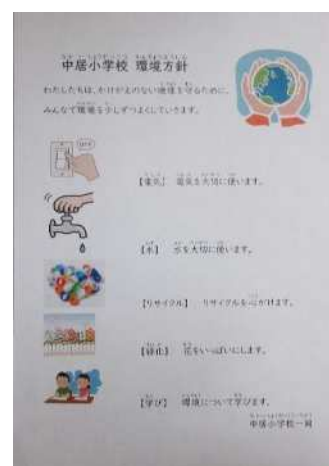 中居小学校 環境方針
わたしたちは、かけがえのない地球を守るために、
みんなで環境を少しずつよくしていきます。
【電気】 電気を大切に使います。
【水】 水を大切に使います。
【リサイクル】 リサイクルを心がけます。
【緑化】 花をいっぱいにします。
【学び】 環境について学びます。
中居小学校一同